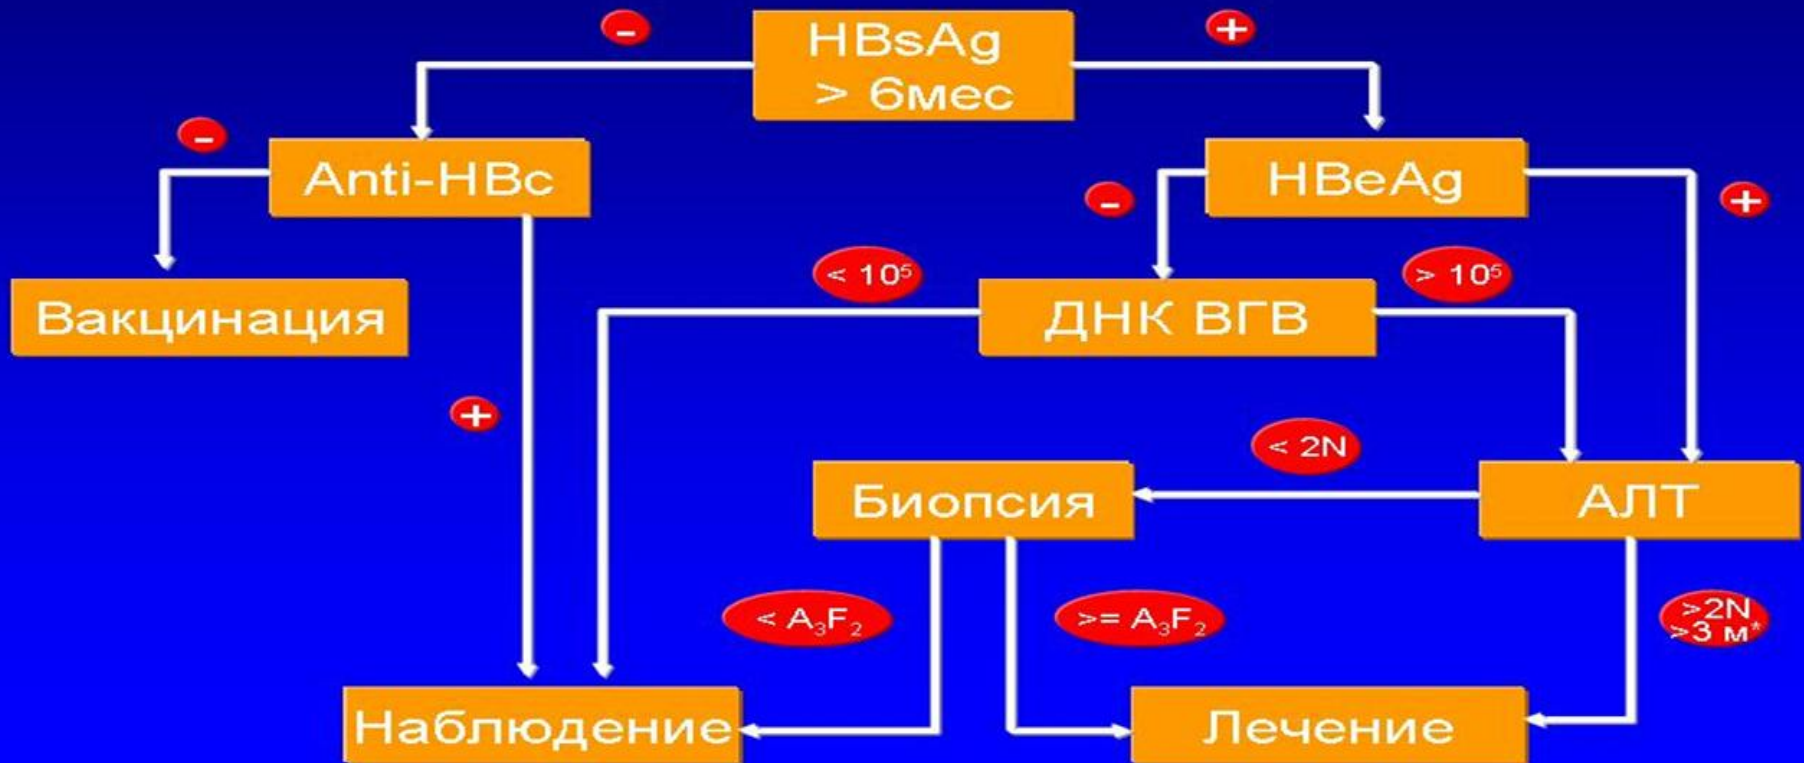 -
HBsAg
> 6мес
+
-
Anti-HBc
HBeAg
-
+
< 10⁵
> 10⁵
Вакцинация
ДНК ВГВ
+
< 2N
Биопсия
АЛТ
< A₃F₂
>= A₃F₂
>2N
>3 м*
Наблюдение
Лечение